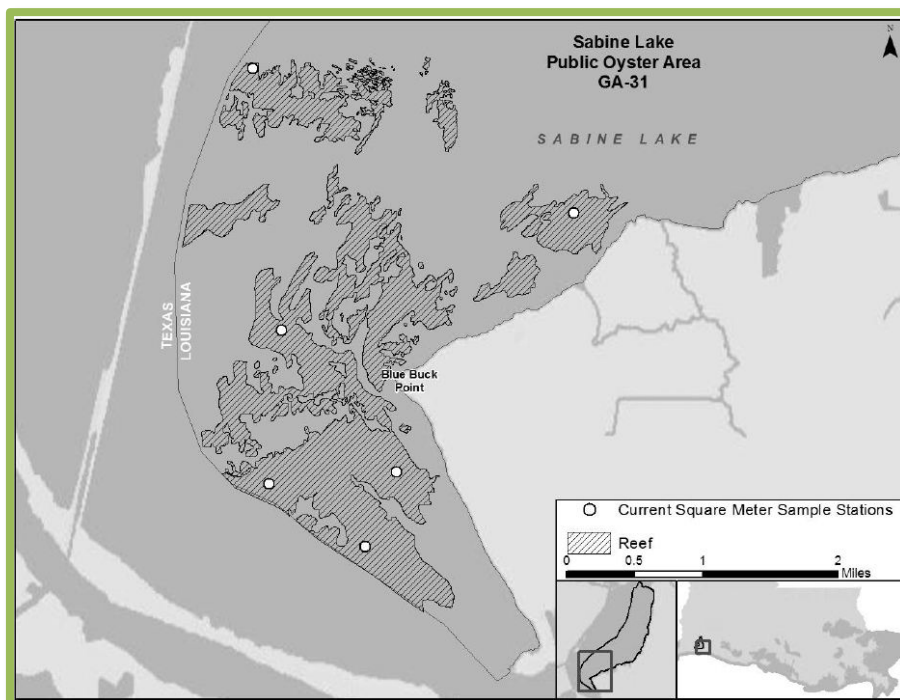 Sabine Lake
Public Oyster Area
GA-31
SABINE LAKE
TEXAS
LOUISIANA
Blue Buck
Point
Current Square Meter Sample Stations
Reef
0 0.5 1 2
Miles